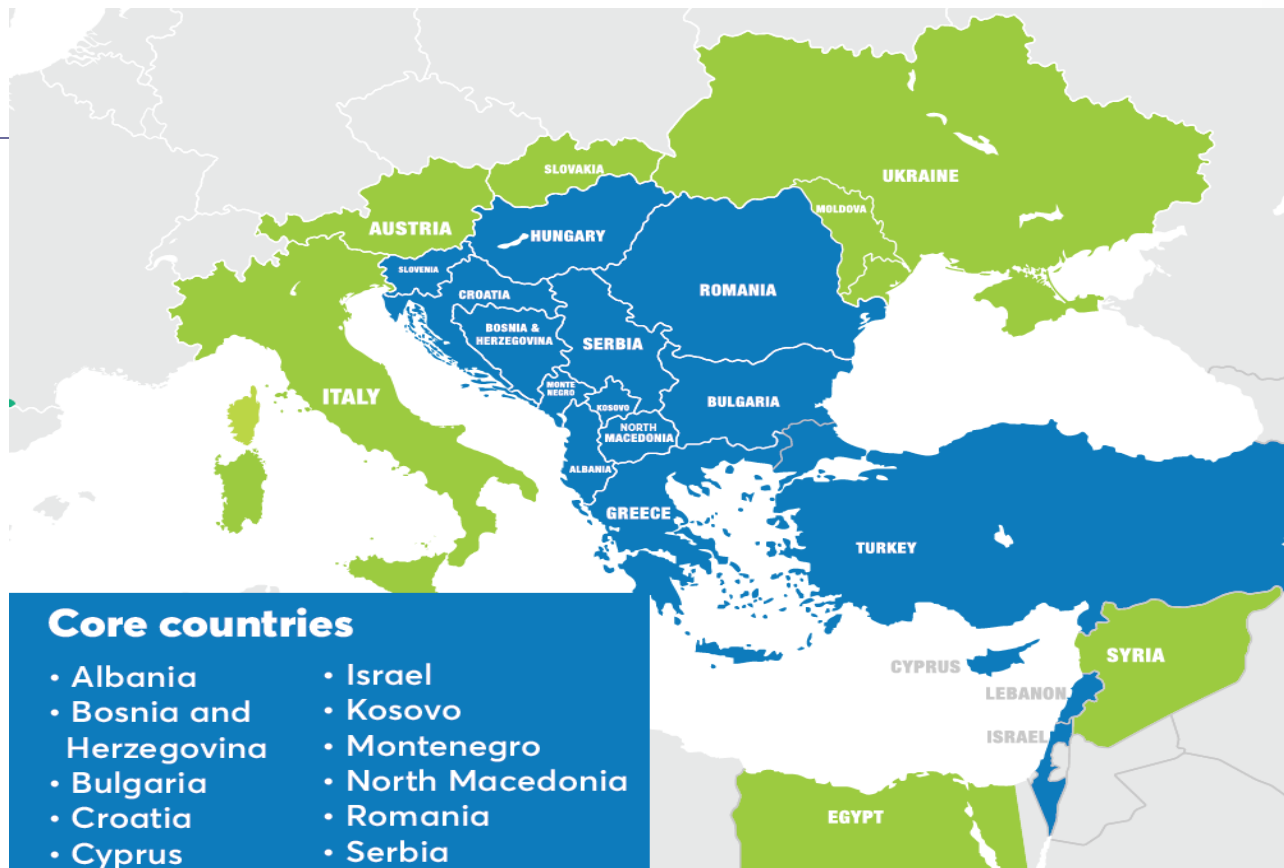 UKRAINE
SLOVAKIA
MOLDOVA
AUSTRIA
HUNGARY
SLOVENIA
ROMANIA
CROATIA
BOSNIA &
HERZEGOVINA
SERBIA
ITALY
MONTE
NEGRO
BULGARIA
KOSOVO
NORTH
MACEDONIA
ALBANIA
GREECE
TURKEY
CYPRUS
SYRIA
LEBANON
ISRAEL
EGYPT
Core countries
• Albania
• Bosnia and
Herzegovina
• Bulgaria
• Croatia
• Cyprus
• Israel
• Kosovo
• Montenegro
• North Macedonia
• Romania
• Serbia